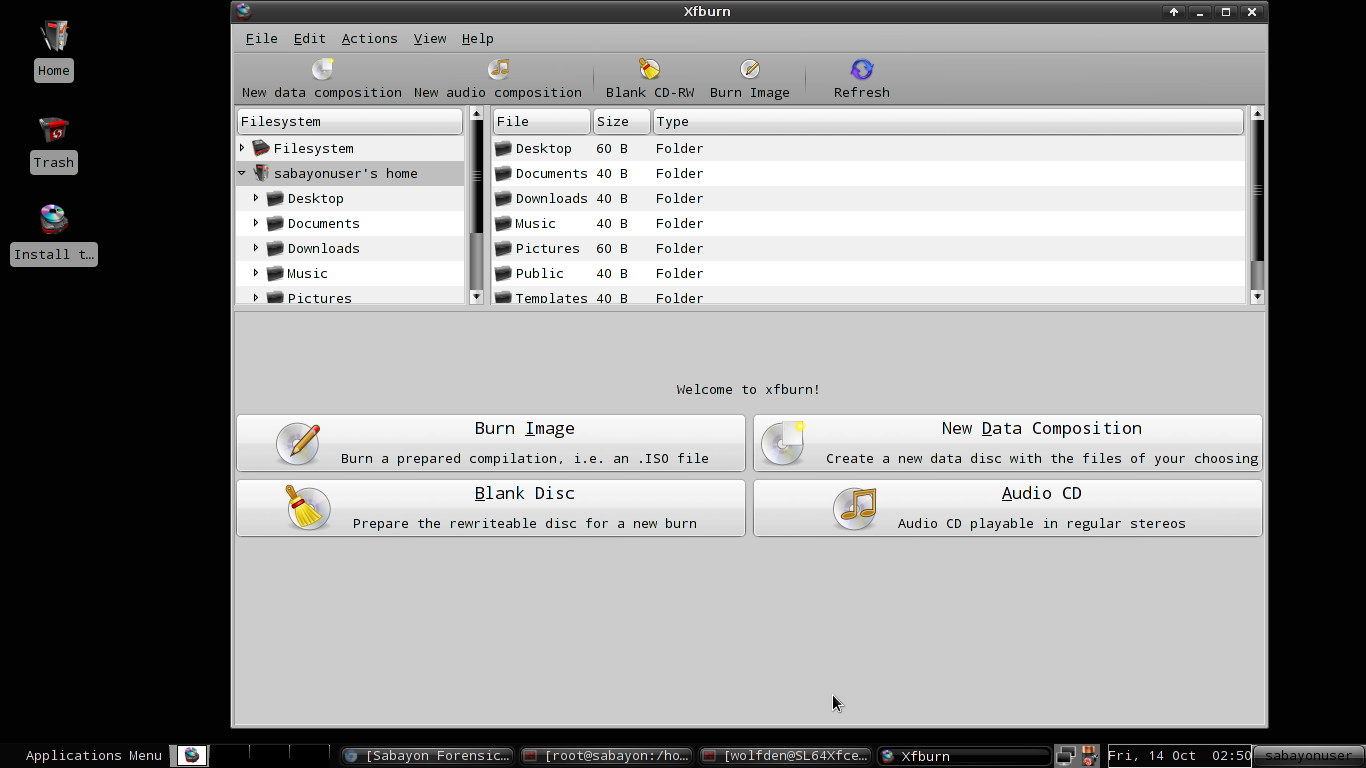 Xfburn
Home
Trash
Install t...
File Edit Actions View Help
New data composition New audio composition Blank CD-RW Burn Image Refresh
Filesystem
Filesystem
sabayonuser's home
Desktop
Documents
Downloads
Music
Pictures
File Size Type
Desktop 60 B Folder
Documents 40 B Folder
Downloads 40 B Folder
Music 40 B Folder
Pictures 60 B Folder
Public 40 B Folder
Templates 40 B Folder
Welcome to xfburn!
Burn Image
Burn a prepared compilation, i.e. an .ISO file
New Data Composition
Create a new data disc with the files of your choosing
Blank Disc
Prepare the rewriteable disc for a new burn
Audio CD
Audio CD playable in regular stereos
Applications Menu [Sabayon Forensic... [root@sabayon:/ho... [wolfden@SL64Xfce... Xfburn Fri, 14 Oct 02:50 sabayonuser